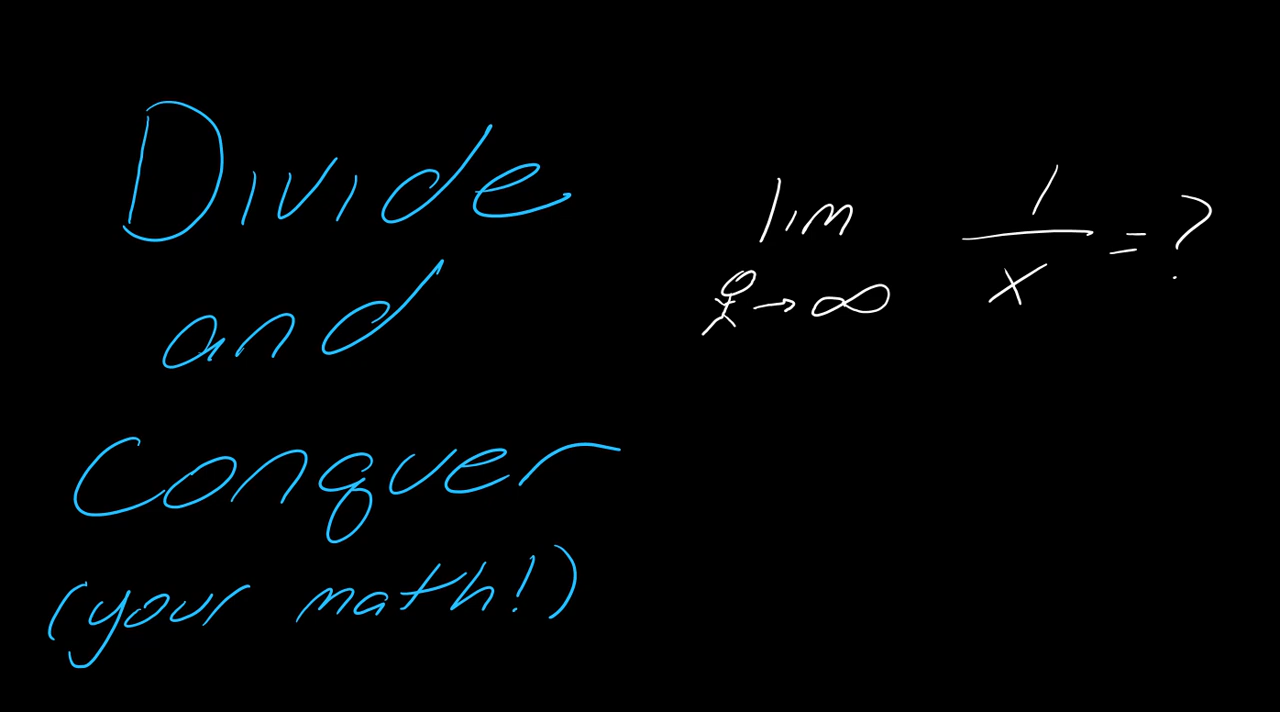 Divide
and
Conquer
(your math!)
lim 1/x = ?
x→∞